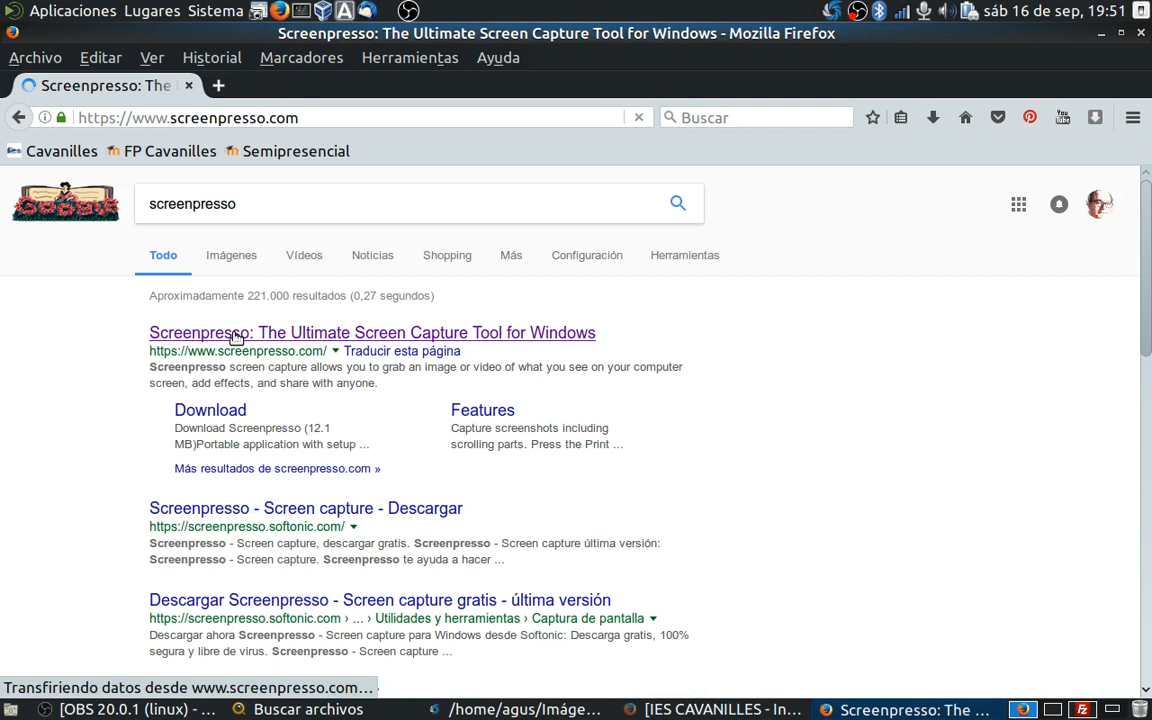 Aplicaciones Lugares Sistema sáb 16 de sep, 19:51
Screenpresso: The Ultimate Screen Capture Tool for Windows - Mozilla Firefox
Archivo Editar Ver Historial Marcadores Herramientas Ayuda
Screenpresso: The
https://www.screenpresso.com Buscar
Cavanilles FP Cavanilles Semipresencial
screenpresso
Todo Imágenes Vídeos Noticias Shopping Más Configuración Herramientas
Aproximadamente 221.000 resultados (0,27 segundos)
Screenpresso: The Ultimate Screen Capture Tool for Windows
https://www.screenpresso.com/ Traducir esta página
Screenpresso screen capture allows you to grab an image or video of what you see on your computer
screen, add effects, and share with anyone.
Download Features
Download Screenpresso (12.1 Capture screenshots including
MB)Portable application with setup ... scrolling parts. Press the Print ...
Más resultados de screenpresso.com »
Screenpresso - Screen capture - Descargar
https://screenpresso.softonic.com/
Screenpresso - Screen capture, descargar gratis. Screenpresso - Screen capture última versión:
Screenpresso - Screen capture. Screenpresso te ayuda a hacer ...
Descargar Screenpresso - Screen capture gratis - última versión
https://screenpresso.softonic.com › ... › Utilidades y herramientas › Captura de pantalla
Descargar ahora Screenpresso - Screen capture para Windows desde Softonic: Descarga gratis, 100%
segura y libre de virus. Screenpresso - Screen capture ...
Transfiriendo datos desde www.screenpresso.com…
[OBS 20.0.1 (linux) - ... Buscar archivos /home/agus/Imáge... [IES CAVANILLES - In... Screenpresso: The ...